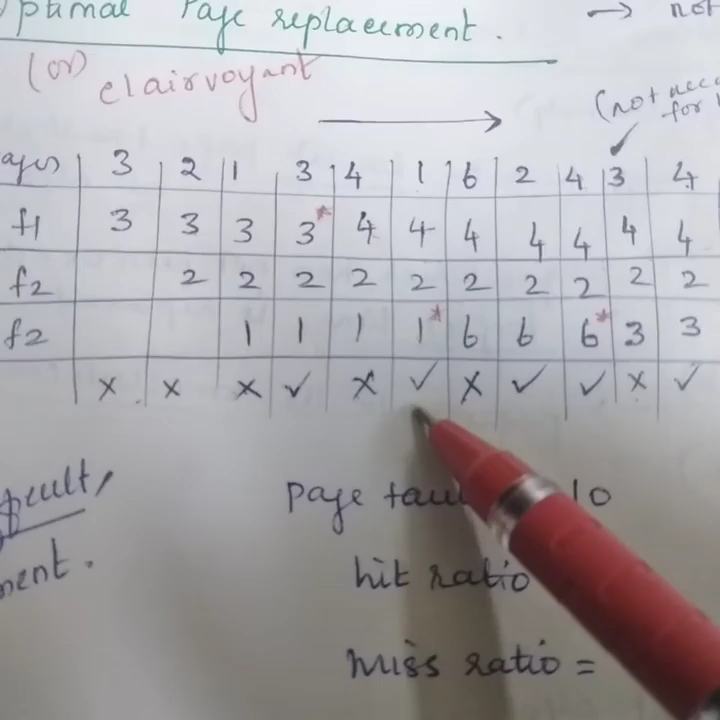 ptimal Page replacement.
→ not
(or) clairvoyant
(not
for
ages 3 2 1 3 4 1 6 2 4 3 4
f1 3 3 3 3* 4 4 4 4 4 4 4
f2 2 2 2 2 2 2 2 2 2 2
f2 1 1 1 1* 6 6 6* 3 3
x x x ✓ x ✓ x ✓ ✓ x ✓
ment.
Page fau 10
hit ratio
Miss ratio =